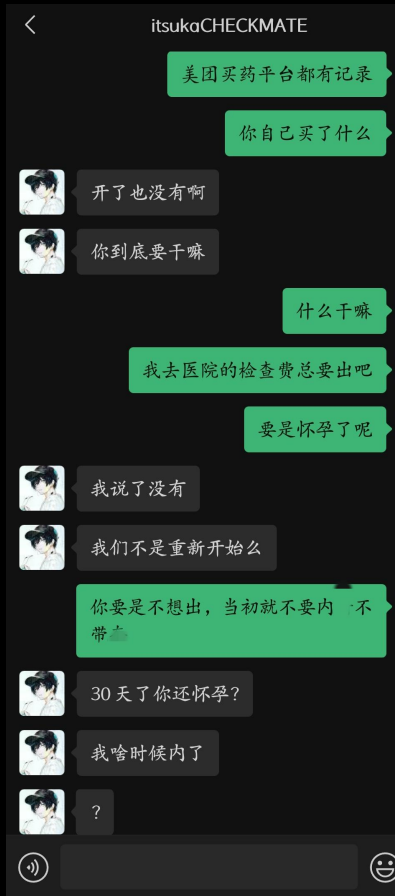 itsukaCHECKMATE
美团买药平台都有记录
你自己买了什么
开了也没有啊
你到底要干嘛
什么干嘛
我去医院的检查费总要出吧
要是怀孕了呢
我说了没有
我们不是重新开始么
你要是不想出，当初就不要内 不
带
30天了你还怀孕？
我啥时候内了
？